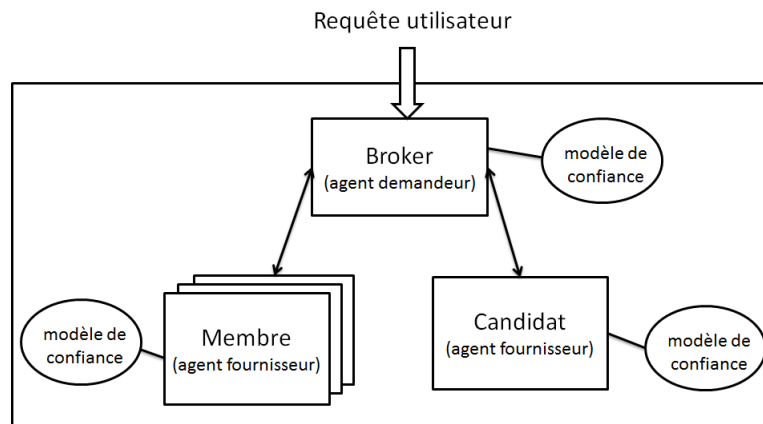 Requête utilisateur
Broker
(agent demandeur)
modèle de
confiance
modèle de
confiance
Membre
(agent fournisseur)
Candidat
(agent fournisseur)
modèle de
confiance